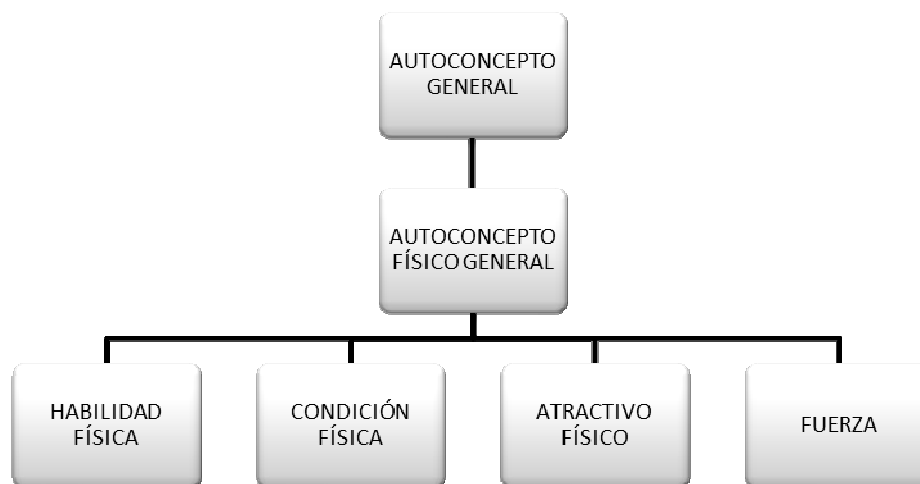 AUTOCONCEPTO
GENERAL
AUTOCONCEPTO
FÍSICO GENERAL
HABILIDAD
FÍSICA
CONDICIÓN
FÍSICA
ATRACTIVO
FÍSICO
FUERZA